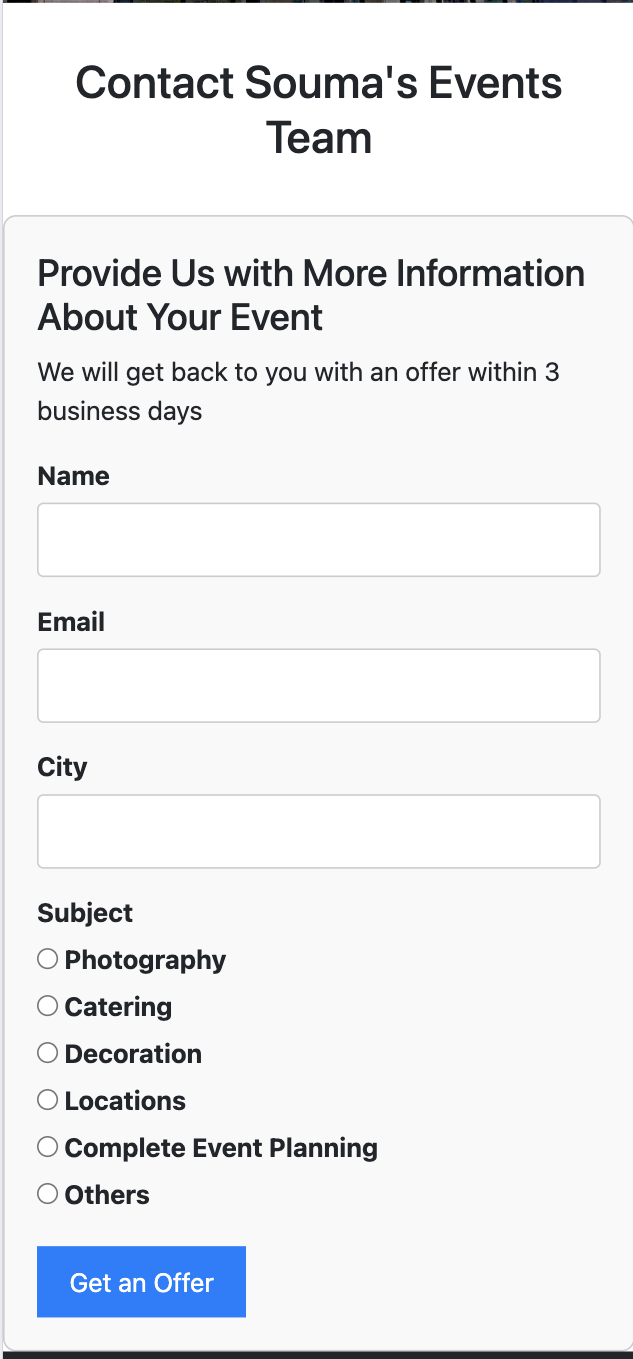 Contact Souma's Events
Team
Provide Us with More Information
About Your Event
We will get back to you with an offer within 3
business days
Name
Email
City
Subject
Photography
Catering
Decoration
Locations
Complete Event Planning
Others
Get an Offer